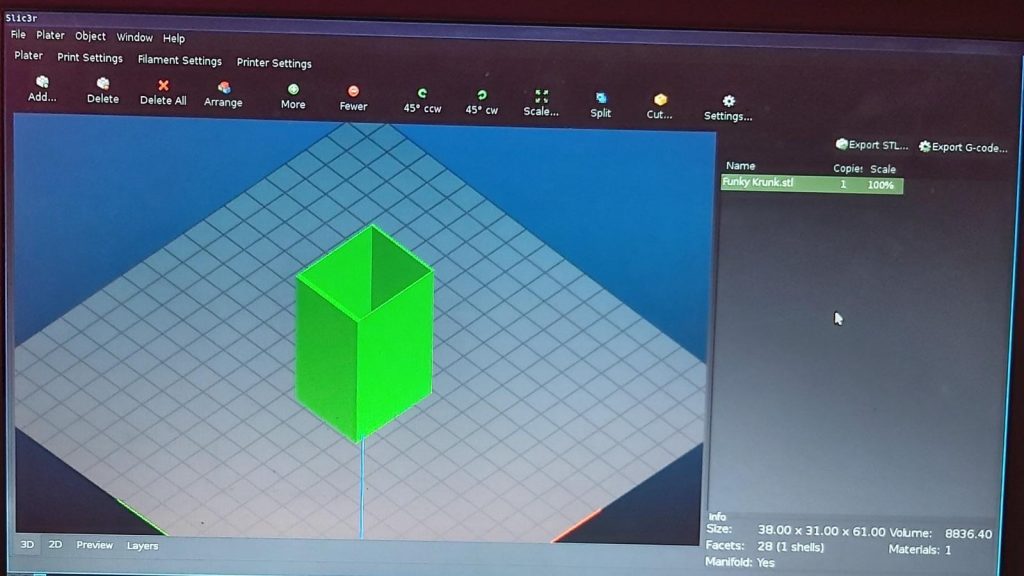 Slic3r
File Plater Object Window Help
Plater Print Settings Filament Settings Printer Settings
Add... Delete Delete All Arrange More Fewer 45° ccw 45° cw Scale... Split Cut... Settings...
Export STL... Export G-code...
Name Copies Scale
Funky Krunk.stl 1 100%
Info
Size: 38.00 x 31.00 x 61.00 Volume: 8836.40
Facets: 28 (1 shells) Materials: 1
Manifold: Yes
3D 2D Preview Layers